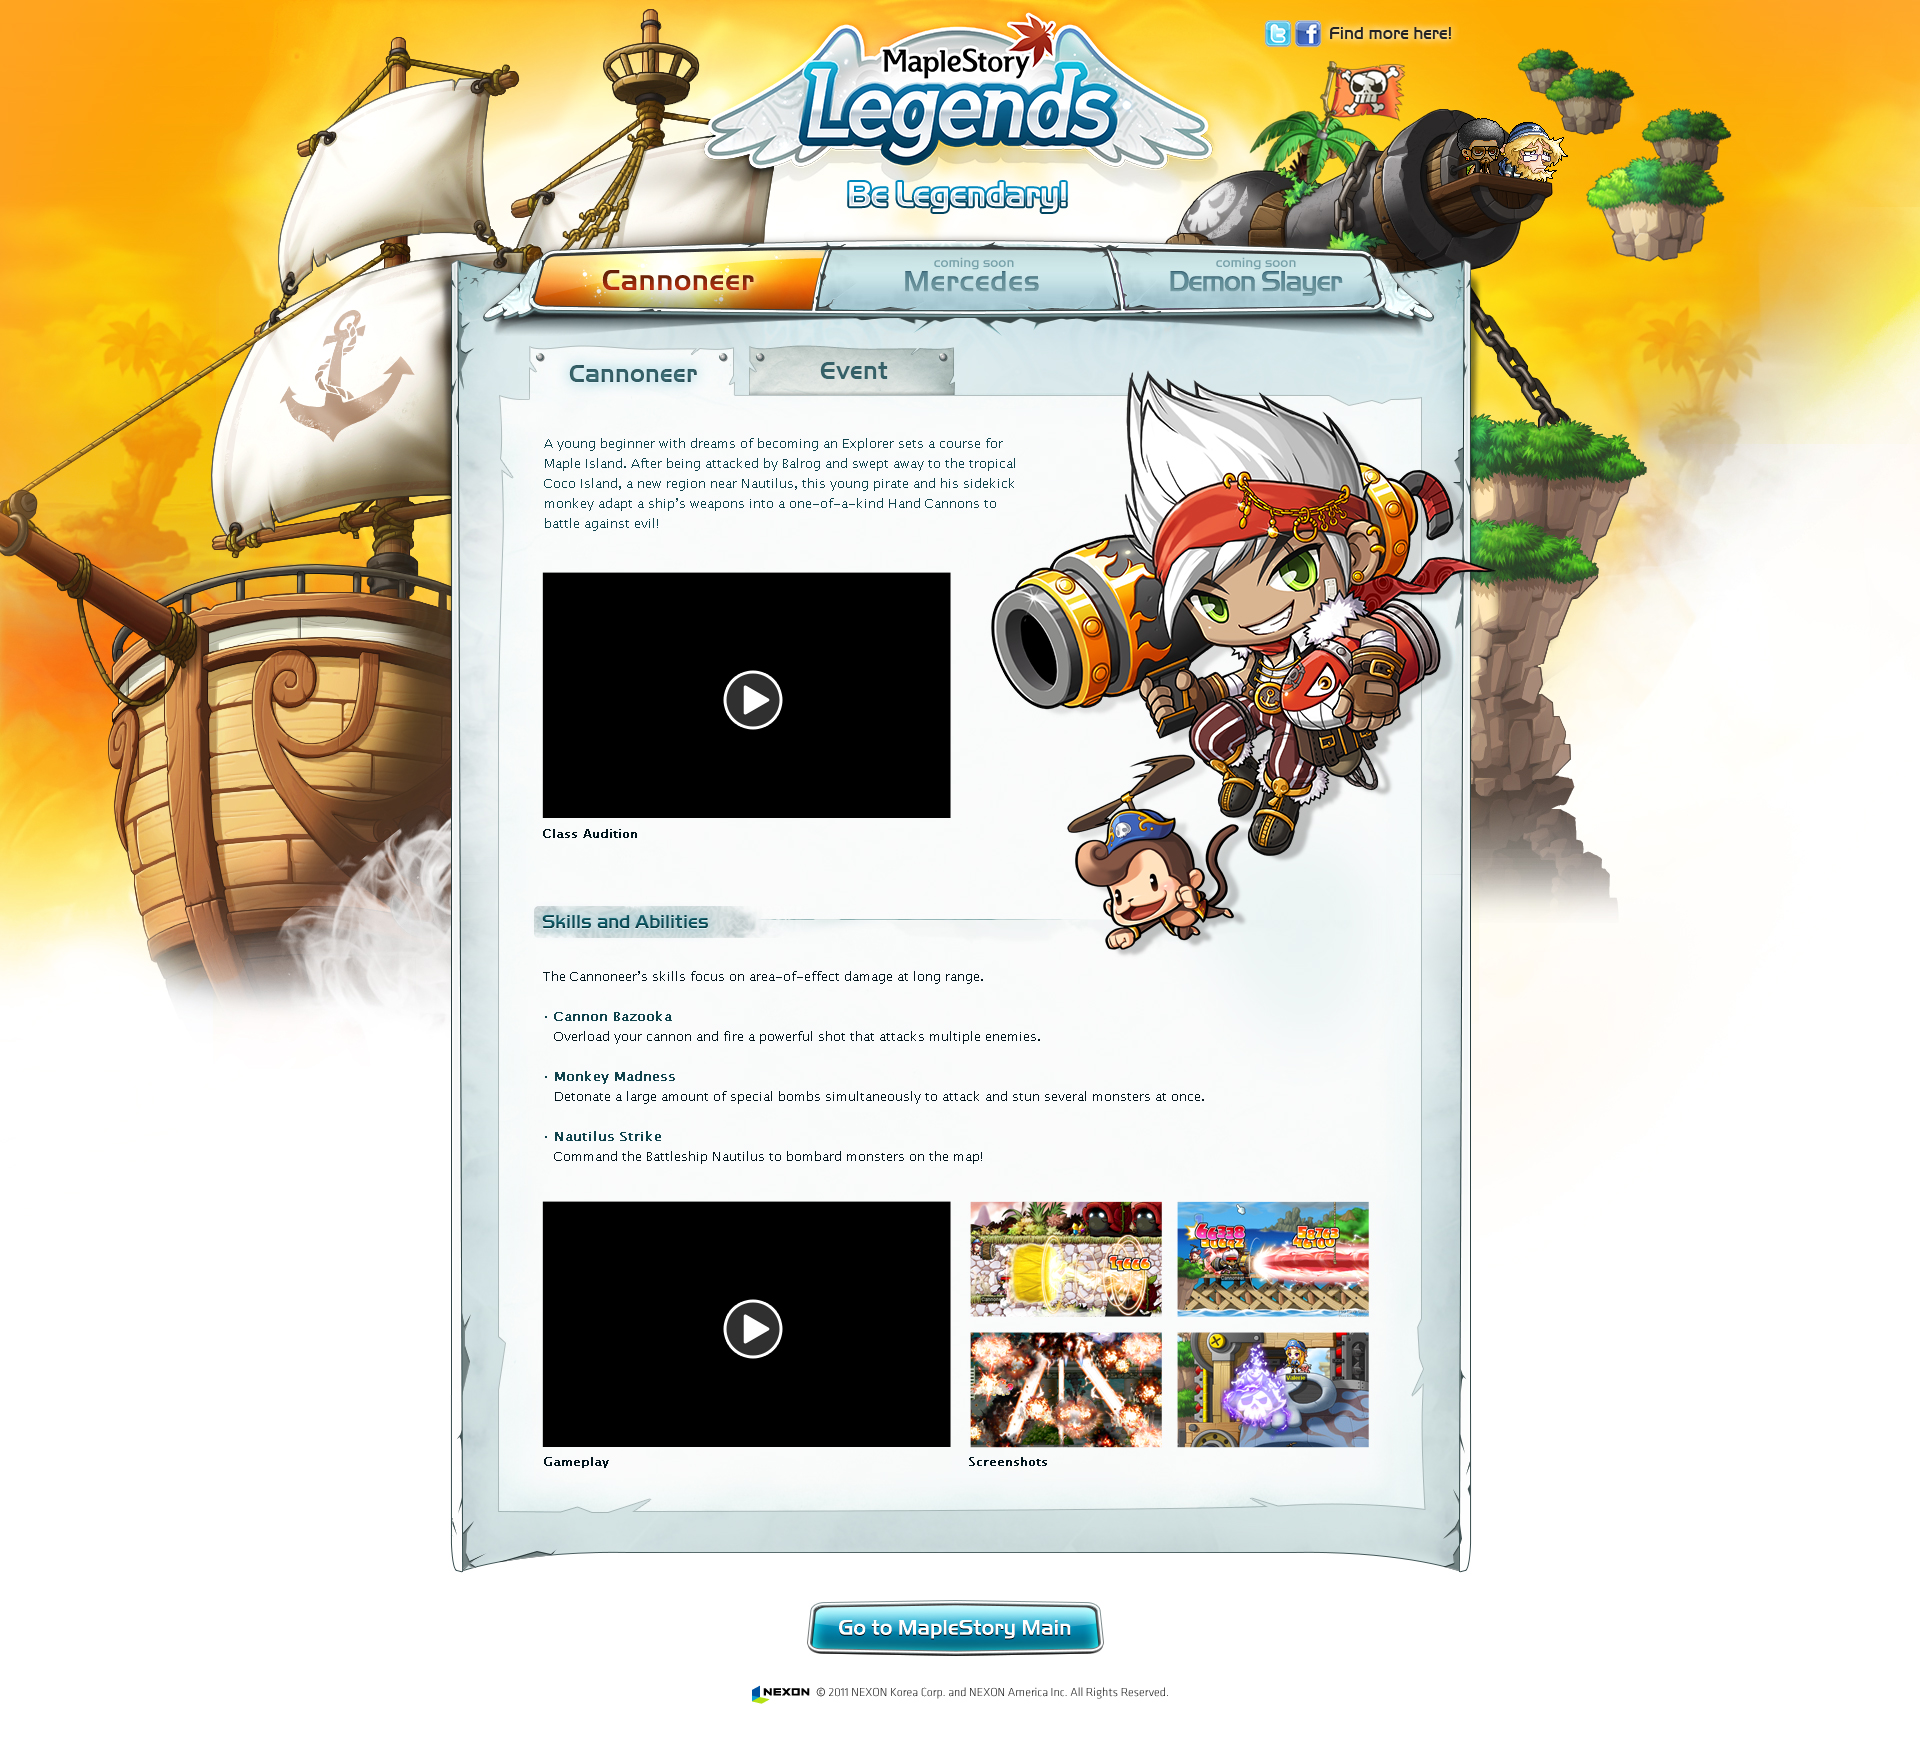 MapleStory
Legends
Be Legendary!
Find more here!
Cannoneer
coming soon
Mercedes
coming soon
Demon Slayer
Cannoneer
Event
A young beginner with dreams of becoming an Explorer sets a course for
Maple Island. After being attacked by Balrog and swept away to the tropical
Coco Island, a new region near Nautilus, this young pirate and his sidekick
monkey adapt a ship's weapons into a one-of-a-kind Hand Cannons to
battle against evil!
Class Audition
Skills and Abilities
The Cannoneer's skills focus on area-of-effect damage at long range.
· Cannon Bazooka
Overload your cannon and fire a powerful shot that attacks multiple enemies.
· Monkey Madness
Detonate a large amount of special bombs simultaneously to attack and stun several monsters at once.
· Nautilus Strike
Command the Battleship Nautilus to bombard monsters on the map!
Cannoneer
Valerie
Gameplay
Screenshots
Go to MapleStory Main
NEXON © 2011 NEXON Korea Corp. and NEXON America Inc. All Rights Reserved.